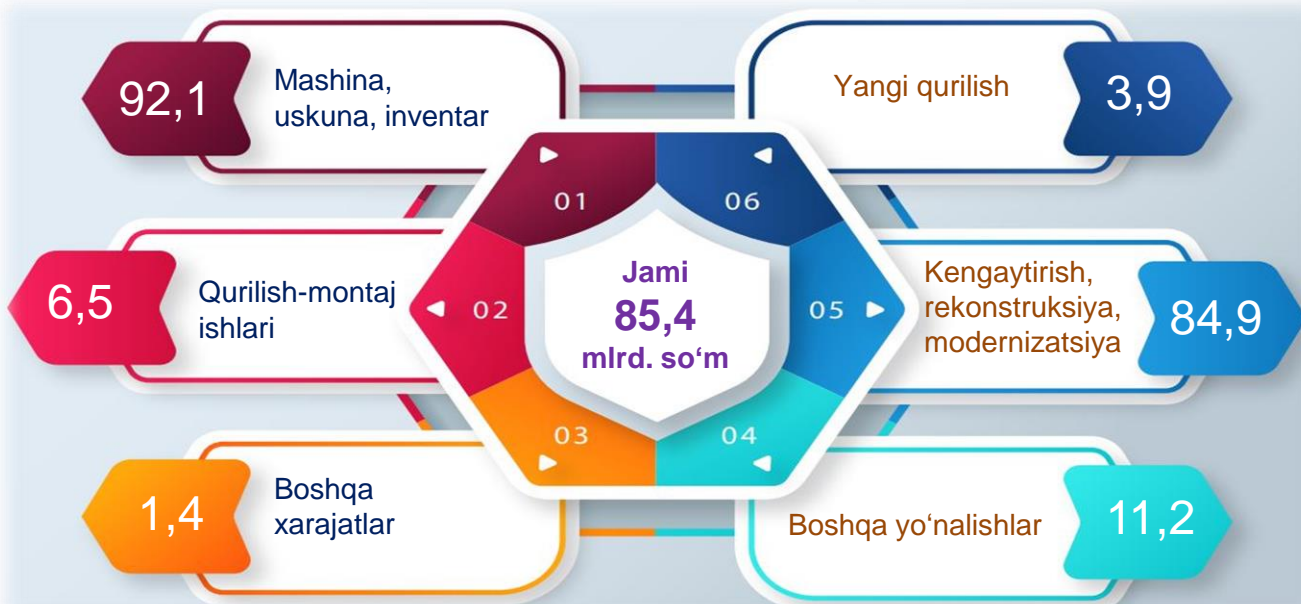 92,1
Mashina,
uskuna, inventar
Yangi qurilish
3,9
01
06
6,5
Qurilish-montaj
ishlari
02
Jami
85,4
mlrd. so‘m
05
Kengaytirish,
rekonstruksiya,
modernizatsiya
84,9
03
04
1,4
Boshqa
xarajatlar
Boshqa yo‘nalishlar
11,2